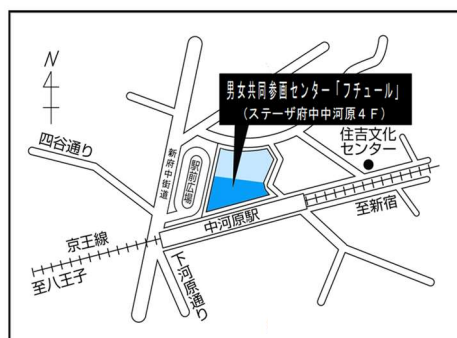 N
男女共同参画センター「フチュール」
(ステーザ府中中河原4F)
四谷通り
新府中街道
駅前広場
住吉文化
センター
中河原駅
至新宿
京王線
至八王子
下河原通り